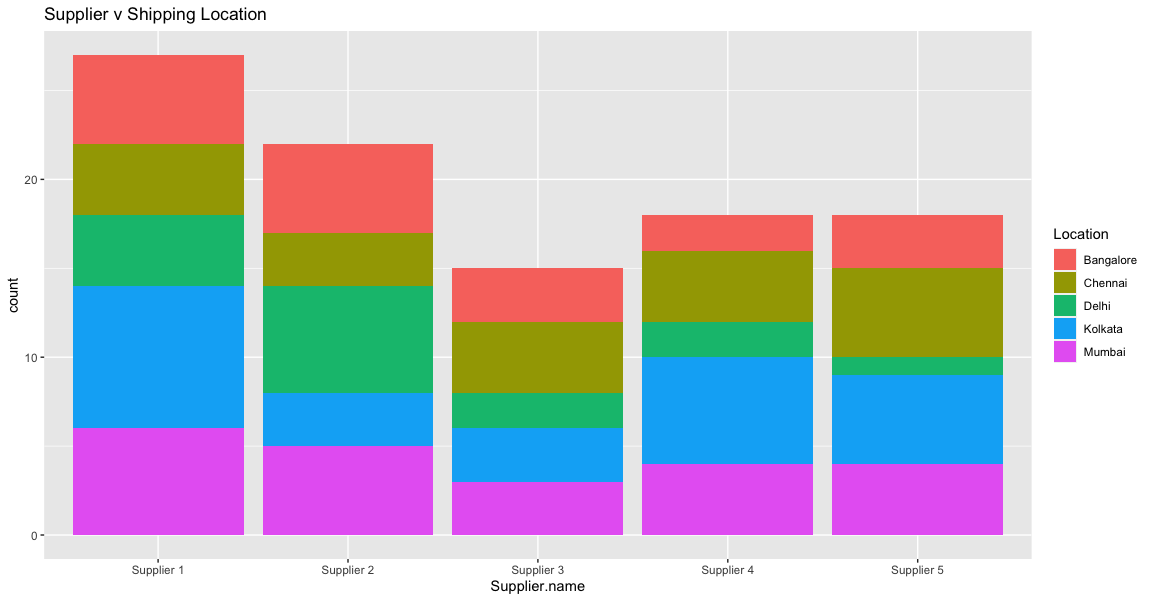 Supplier v Shipping Location
count
20
10
0
Supplier 1
Supplier 2
Supplier 3
Supplier 4
Supplier 5
Supplier.name
Location
Bangalore
Chennai
Delhi
Kolkata
Mumbai